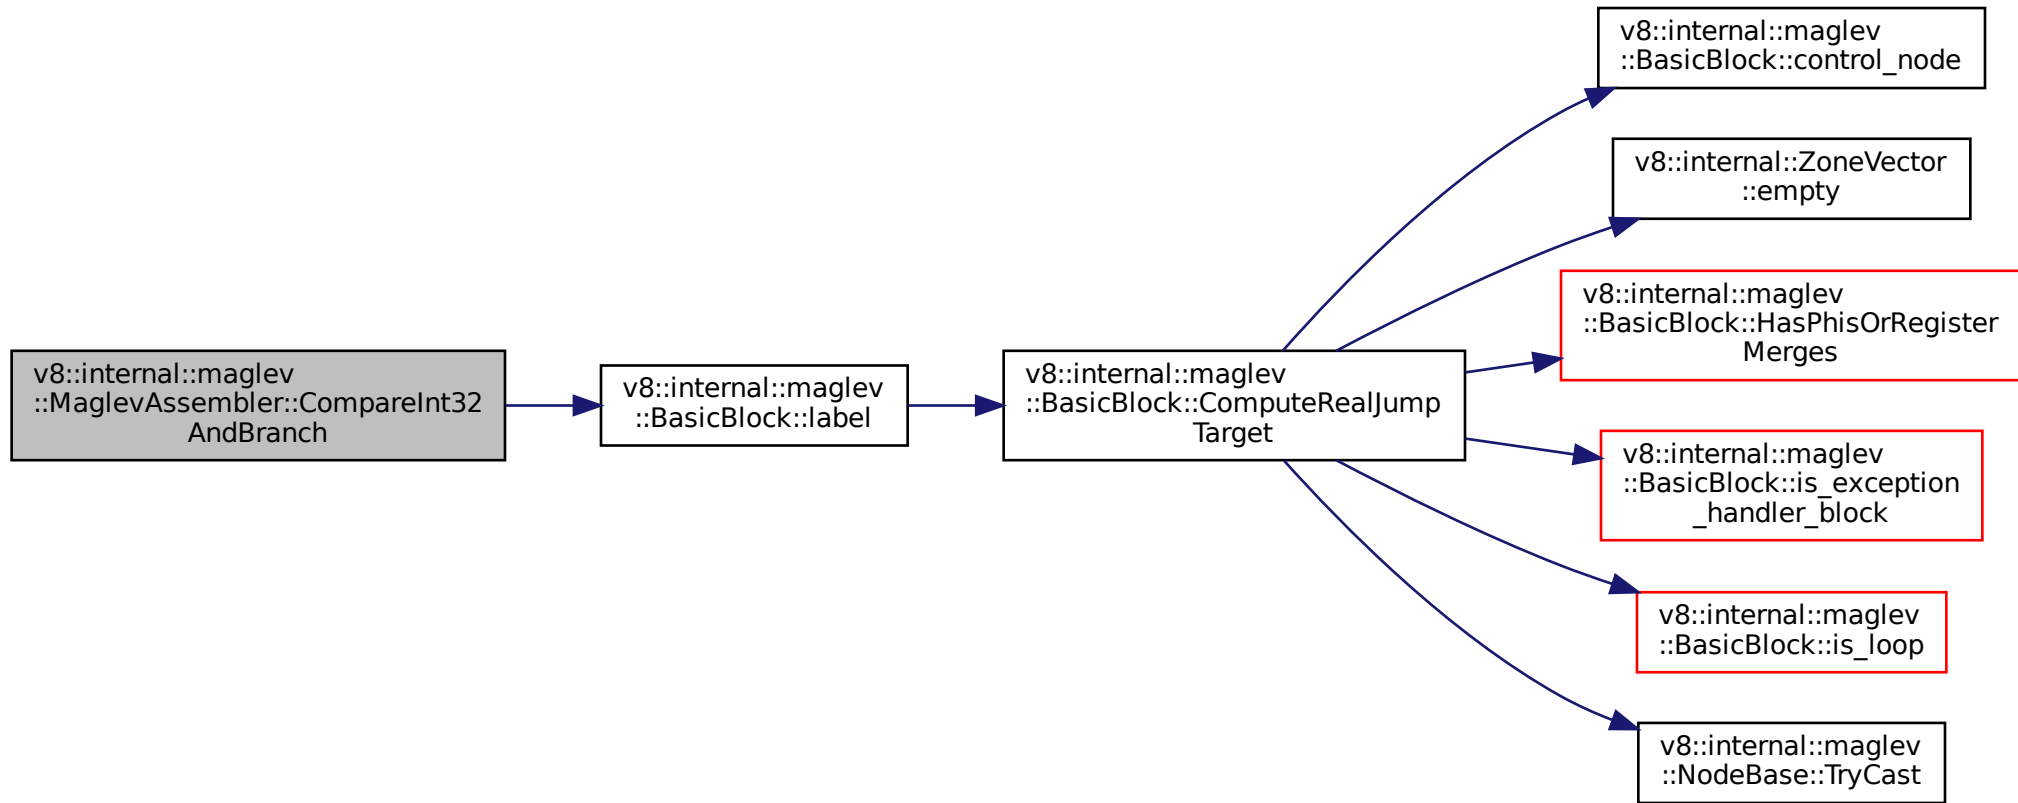 v8::internal::maglev
::MaglevAssembler::CompareInt32
AndBranch
v8::internal::maglev
::BasicBlock::label
v8::internal::maglev
::BasicBlock::ComputeRealJump
Target
v8::internal::maglev
::BasicBlock::control_node
v8::internal::ZoneVector
::empty
v8::internal::maglev
::BasicBlock::HasPhisOrRegister
Merges
v8::internal::maglev
::BasicBlock::is_exception
_handler_block
v8::internal::maglev
::BasicBlock::is_loop
v8::internal::maglev
::NodeBase::TryCast